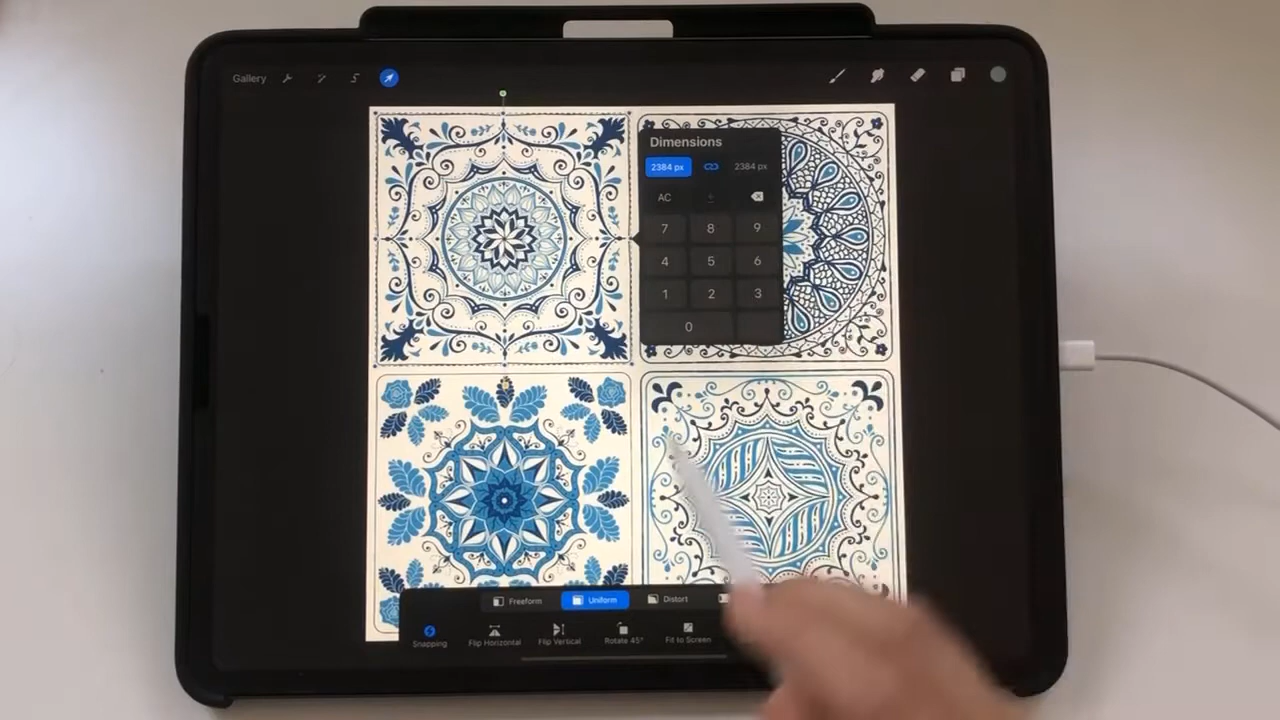 Gallery
Dimensions
2384 px 2384 px
AC
7 8 9
4 5 6
1 2 3
0
Freeform Uniform Distort
Snapping Flip Horizontal Flip Vertical Rotate 45° Fit to Screen